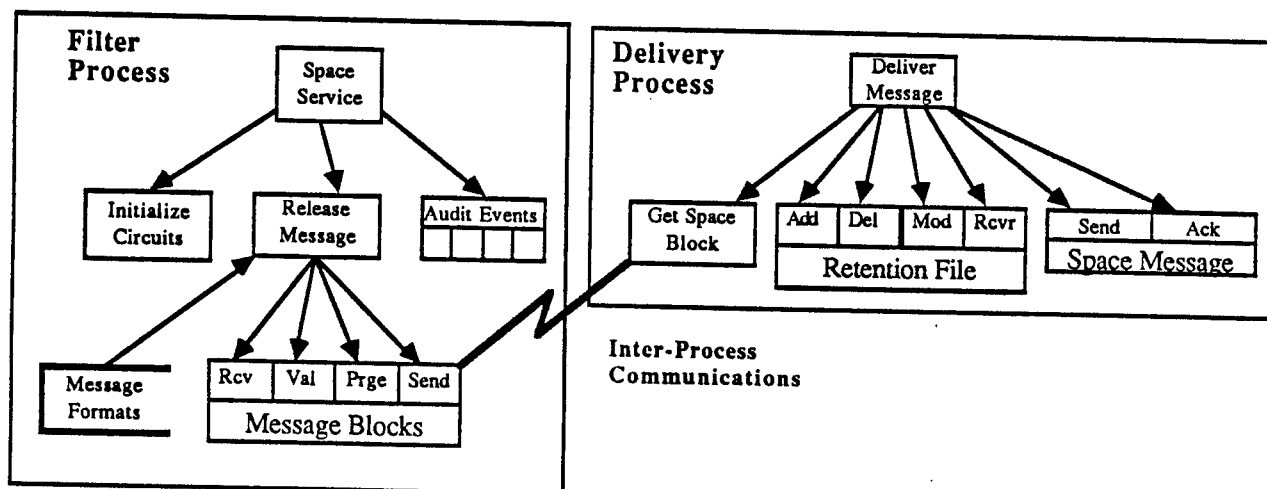 Filter
Process
Space
Service
Initialize
Circuits
Release
Message
Audit Events
Message
Formats
Rcv Val Prge Send
Message Blocks
Delivery
Process
Deliver
Message
Get Space
Block
Add Del Mod Rcvr
Retention File
Send Ack
Space Message
Inter-Process
Communications